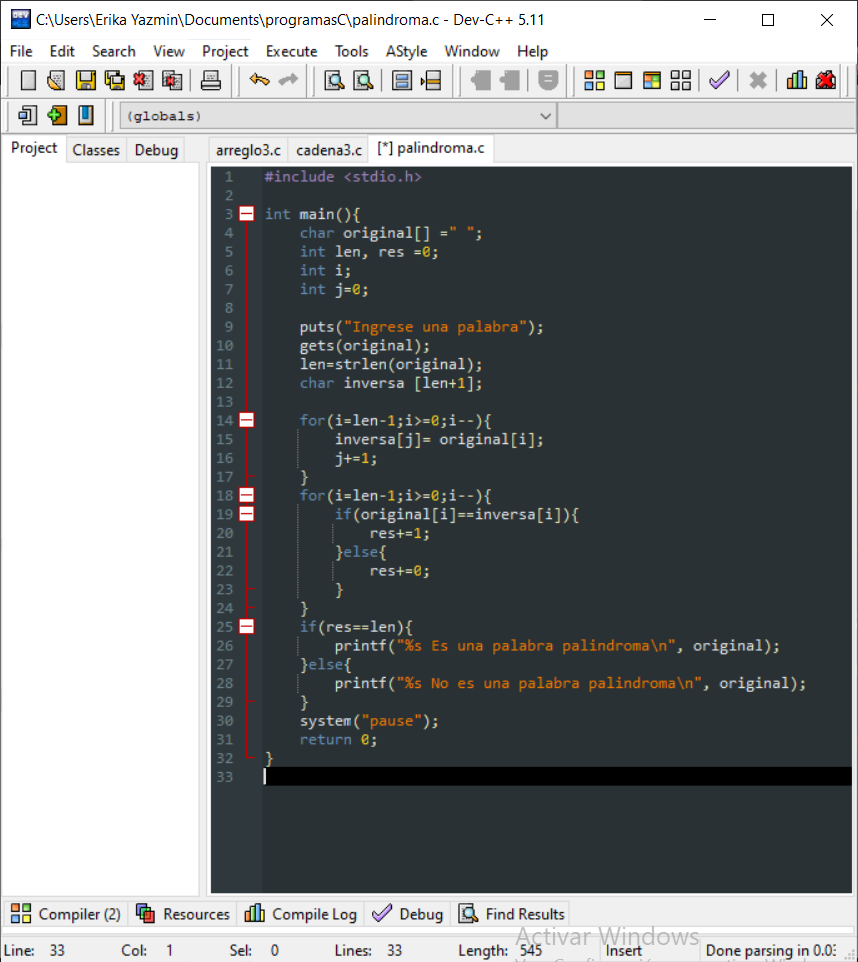 C:\Users\Erika Yazmin\Documents\programasC\palindroma.c - Dev-C++ 5.11
File Edit Search View Project Execute Tools AStyle Window Help
(globals)
Project Classes Debug
arreglo3.c cadena3.c [*] palindroma.c
1 #include <stdio.h>
2
3 int main(){
4 char original[] =" ";
5 int len, res =0;
6 int i;
7 int j=0;
8
9 puts("Ingrese una palabra");
10 gets(original);
11 len=strlen(original);
12 char inversa [len+1];
13
14 for(i=len-1;i>=0;i--){
15 inversa[j]= original[i];
16 j+=1;
17 }
18 for(i=len-1;i>=0;i--){
19 if(original[i]==inversa[i]){
20 res+=1;
21 }else{
22 res+=0;
23 }
24 }
25 if(res==len){
26 printf("%s Es una palabra palindroma\n", original);
27 }else{
28 printf("%s No es una palabra palindroma\n", original);
29 }
30 system("pause");
31 return 0;
32 }
33
Compiler (2) Resources Compile Log Debug Find Results
Activar Windows
Line: 33 Col: 1 Sel: 0 Lines: 33 Length: 545 Insert Done parsing in 0.03